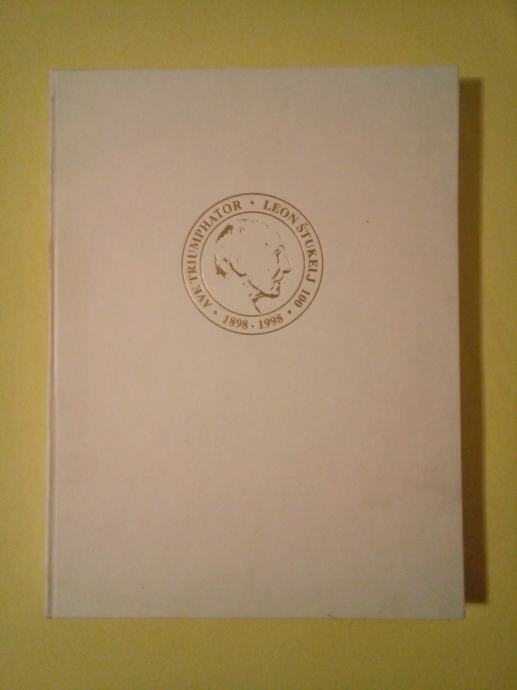 AVE TRIUMPHATOR • LEON ŠTUKELJ 100 • 1898 - 1998 •